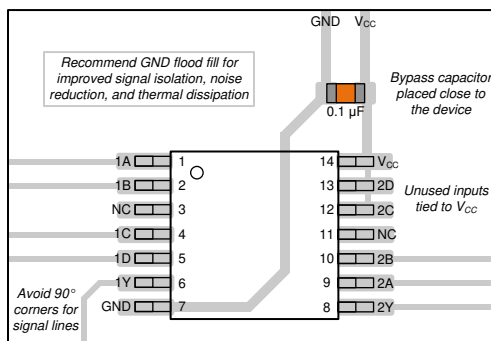 GND V_CC
Recommend GND flood fill for
improved signal isolation, noise
reduction, and thermal dissipation
Bypass capacitor
placed close to
the device
0.1 µF
1A 1 14 V_CC
1B 2 13 2D
Unused inputs
tied to V_CC
NC 3 12 2C
1C 4 11 NC
1D 5 10 2B
1Y 6 9 2A
GND 7 8 2Y
Avoid 90°
corners for
signal lines